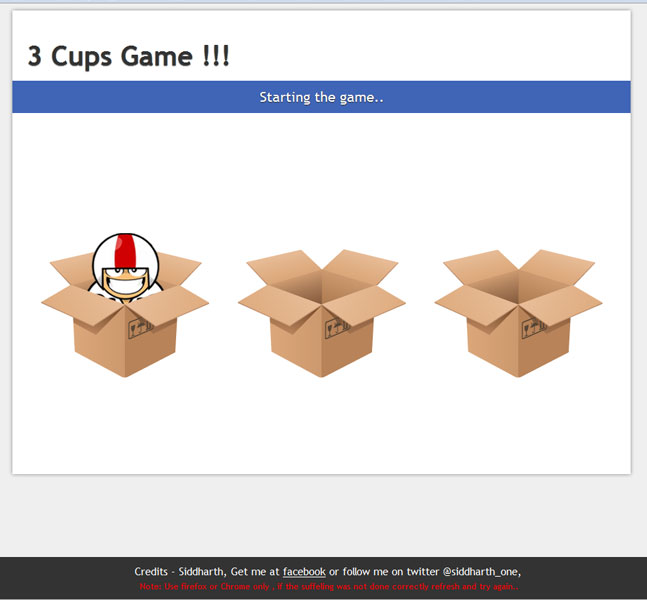 3 Cups Game !!!
Starting the game..
Credits - Siddharth, Get me at facebook or follow me on twitter @siddharth_one,
Note: Use firefox or Chrome only , if the suffeling was not done correctly refresh and try again..